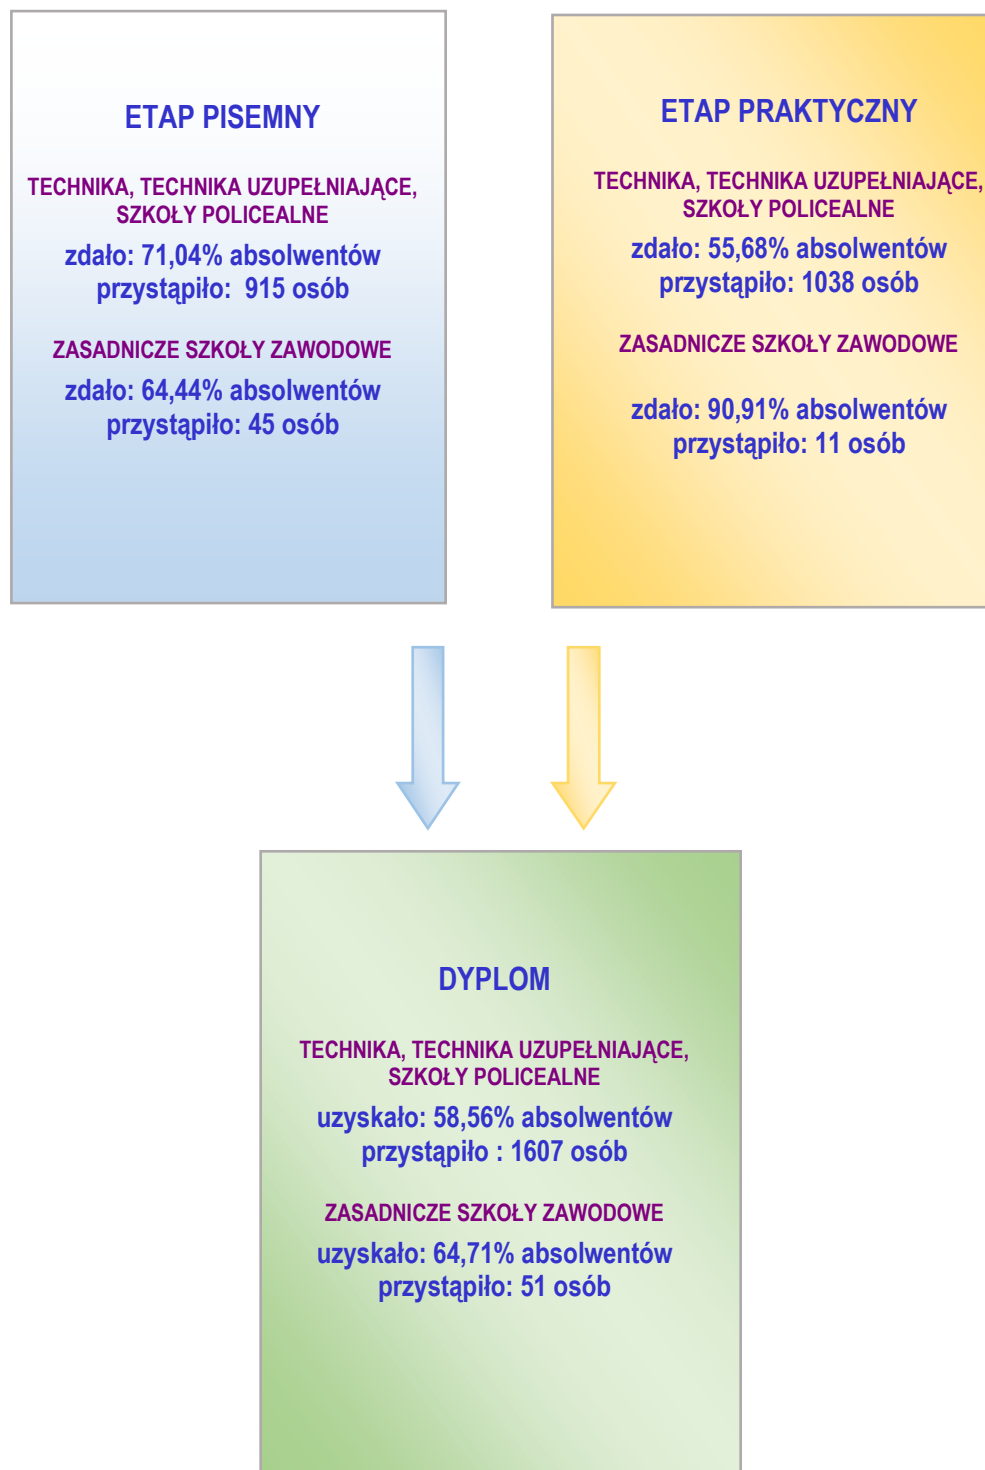 ETAP PISEMNY
TECHNIKA, TECHNIKA UZUPEŁNIAJĄCE,
SZKOŁY POLICEALNE
zdało: 71,04% absolwentów
przystąpiło: 915 osób
ZASADNICZE SZKOŁY ZAWODOWE
zdało: 64,44% absolwentów
przystąpiło: 45 osób
ETAP PRAKTYCZNY
TECHNIKA, TECHNIKA UZUPEŁNIAJĄCE,
SZKOŁY POLICEALNE
zdało: 55,68% absolwentów
przystąpiło: 1038 osób
ZASADNICZE SZKOŁY ZAWODOWE
zdało: 90,91% absolwentów
przystąpiło: 11 osób
DYPLOM
TECHNIKA, TECHNIKA UZUPEŁNIAJĄCE,
SZKOŁY POLICEALNE
uzyskało: 58,56% absolwentów
przystąpiło : 1607 osób
ZASADNICZE SZKOŁY ZAWODOWE
uzyskało: 64,71% absolwentów
przystąpiło: 51 osób